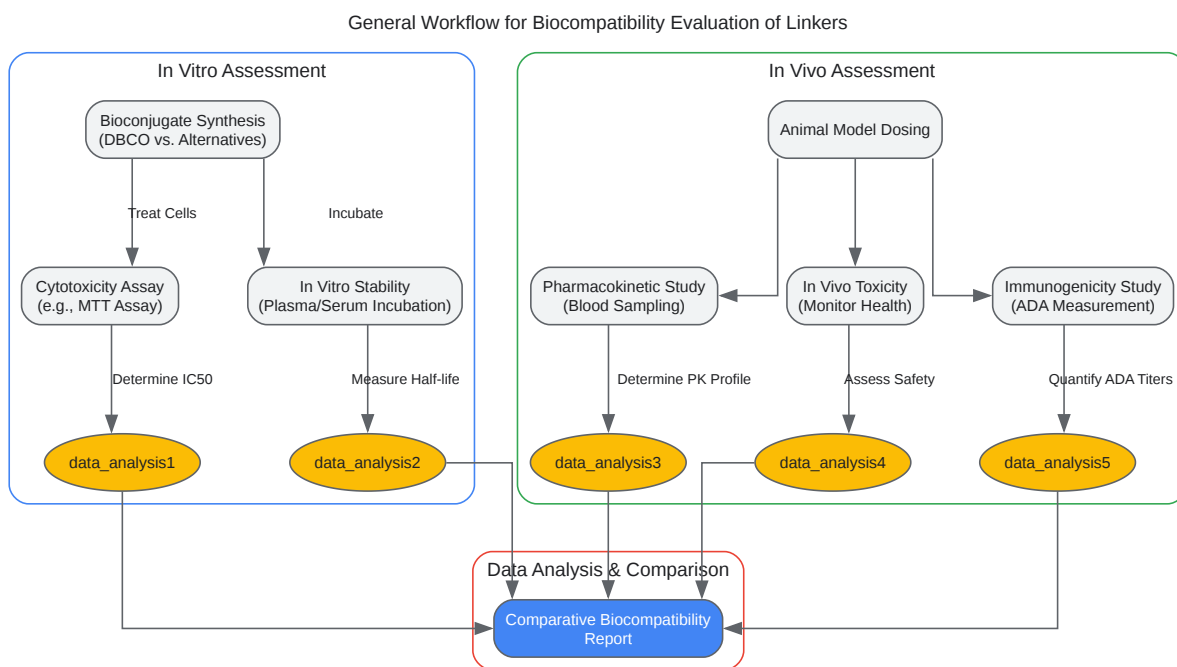 General Workflow for Biocompatibility Evaluation of Linkers
In Vitro Assessment
In Vivo Assessment
Bioconjugate Synthesis
(DBCO vs. Alternatives)
Animal Model Dosing
Treat Cells
Incubate
Cytotoxicity Assay
(e.g., MTT Assay)
In Vitro Stability
(Plasma/Serum Incubation)
Pharmacokinetic Study
(Blood Sampling)
In Vivo Toxicity
(Monitor Health)
Immunogenicity Study
(ADA Measurement)
Determine IC50
Measure Half-life
Determine PK Profile
Assess Safety
Quantify ADA Titers
data_analysis1
data_analysis2
data_analysis3
data_analysis4
data_analysis5
Data Analysis & Comparison
Comparative Biocompatibility
Report